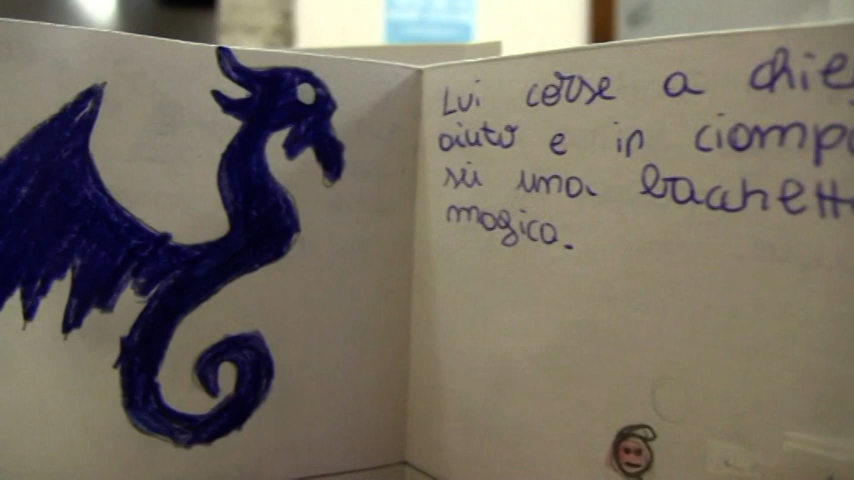 Lui corse a chie
aiuto e in ciamp
su una bacchett
magica.